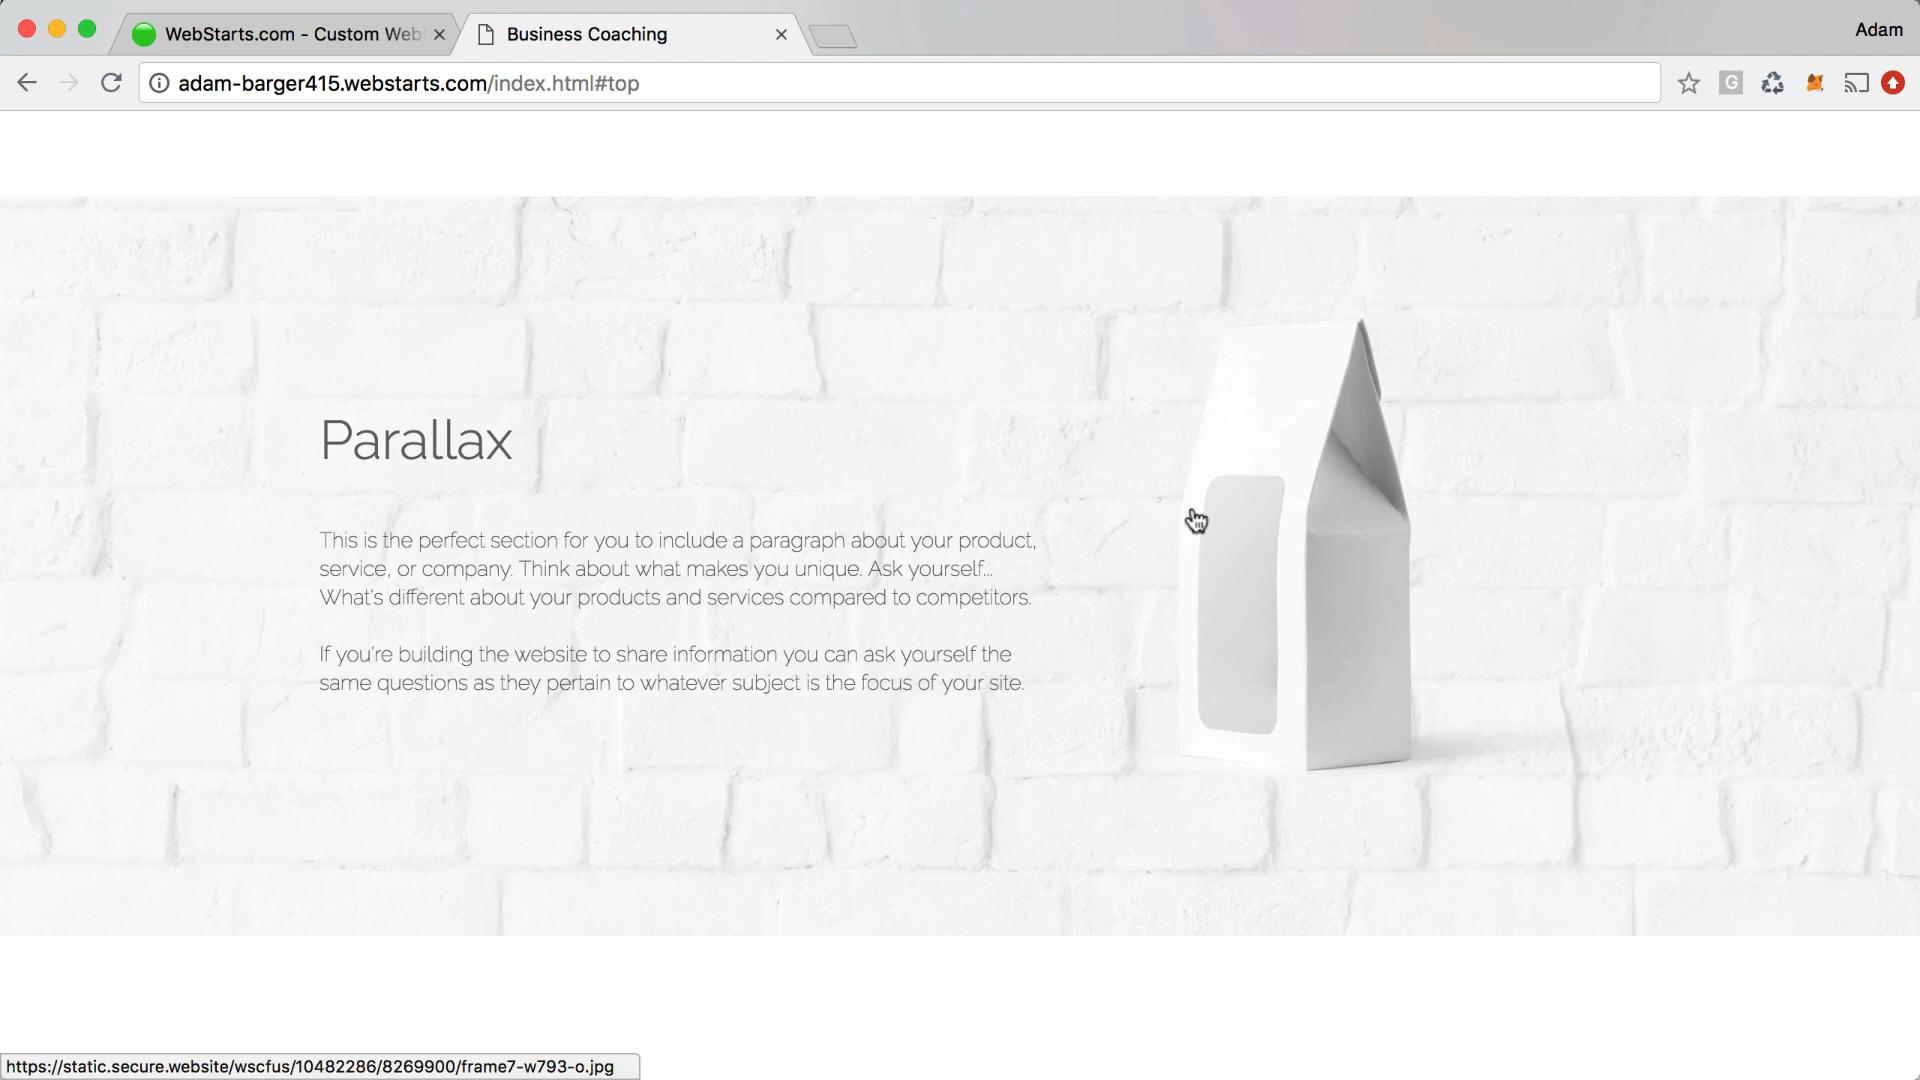 WebStarts.com - Custom Web
Business Coaching
Adam
adam-barger415.webstarts.com/index.html#top
G
Parallax
This is the perfect section for you to include a paragraph about your product,
service, or company. Think about what makes you unique. Ask yourself...
What's different about your products and services compared to competitors.
If you're building the website to share information you can ask yourself the
same questions as they pertain to whatever subject is the focus of your site.
https://static.secure.website/wscfus/10482286/8269900/frame7-w793-o.jpg